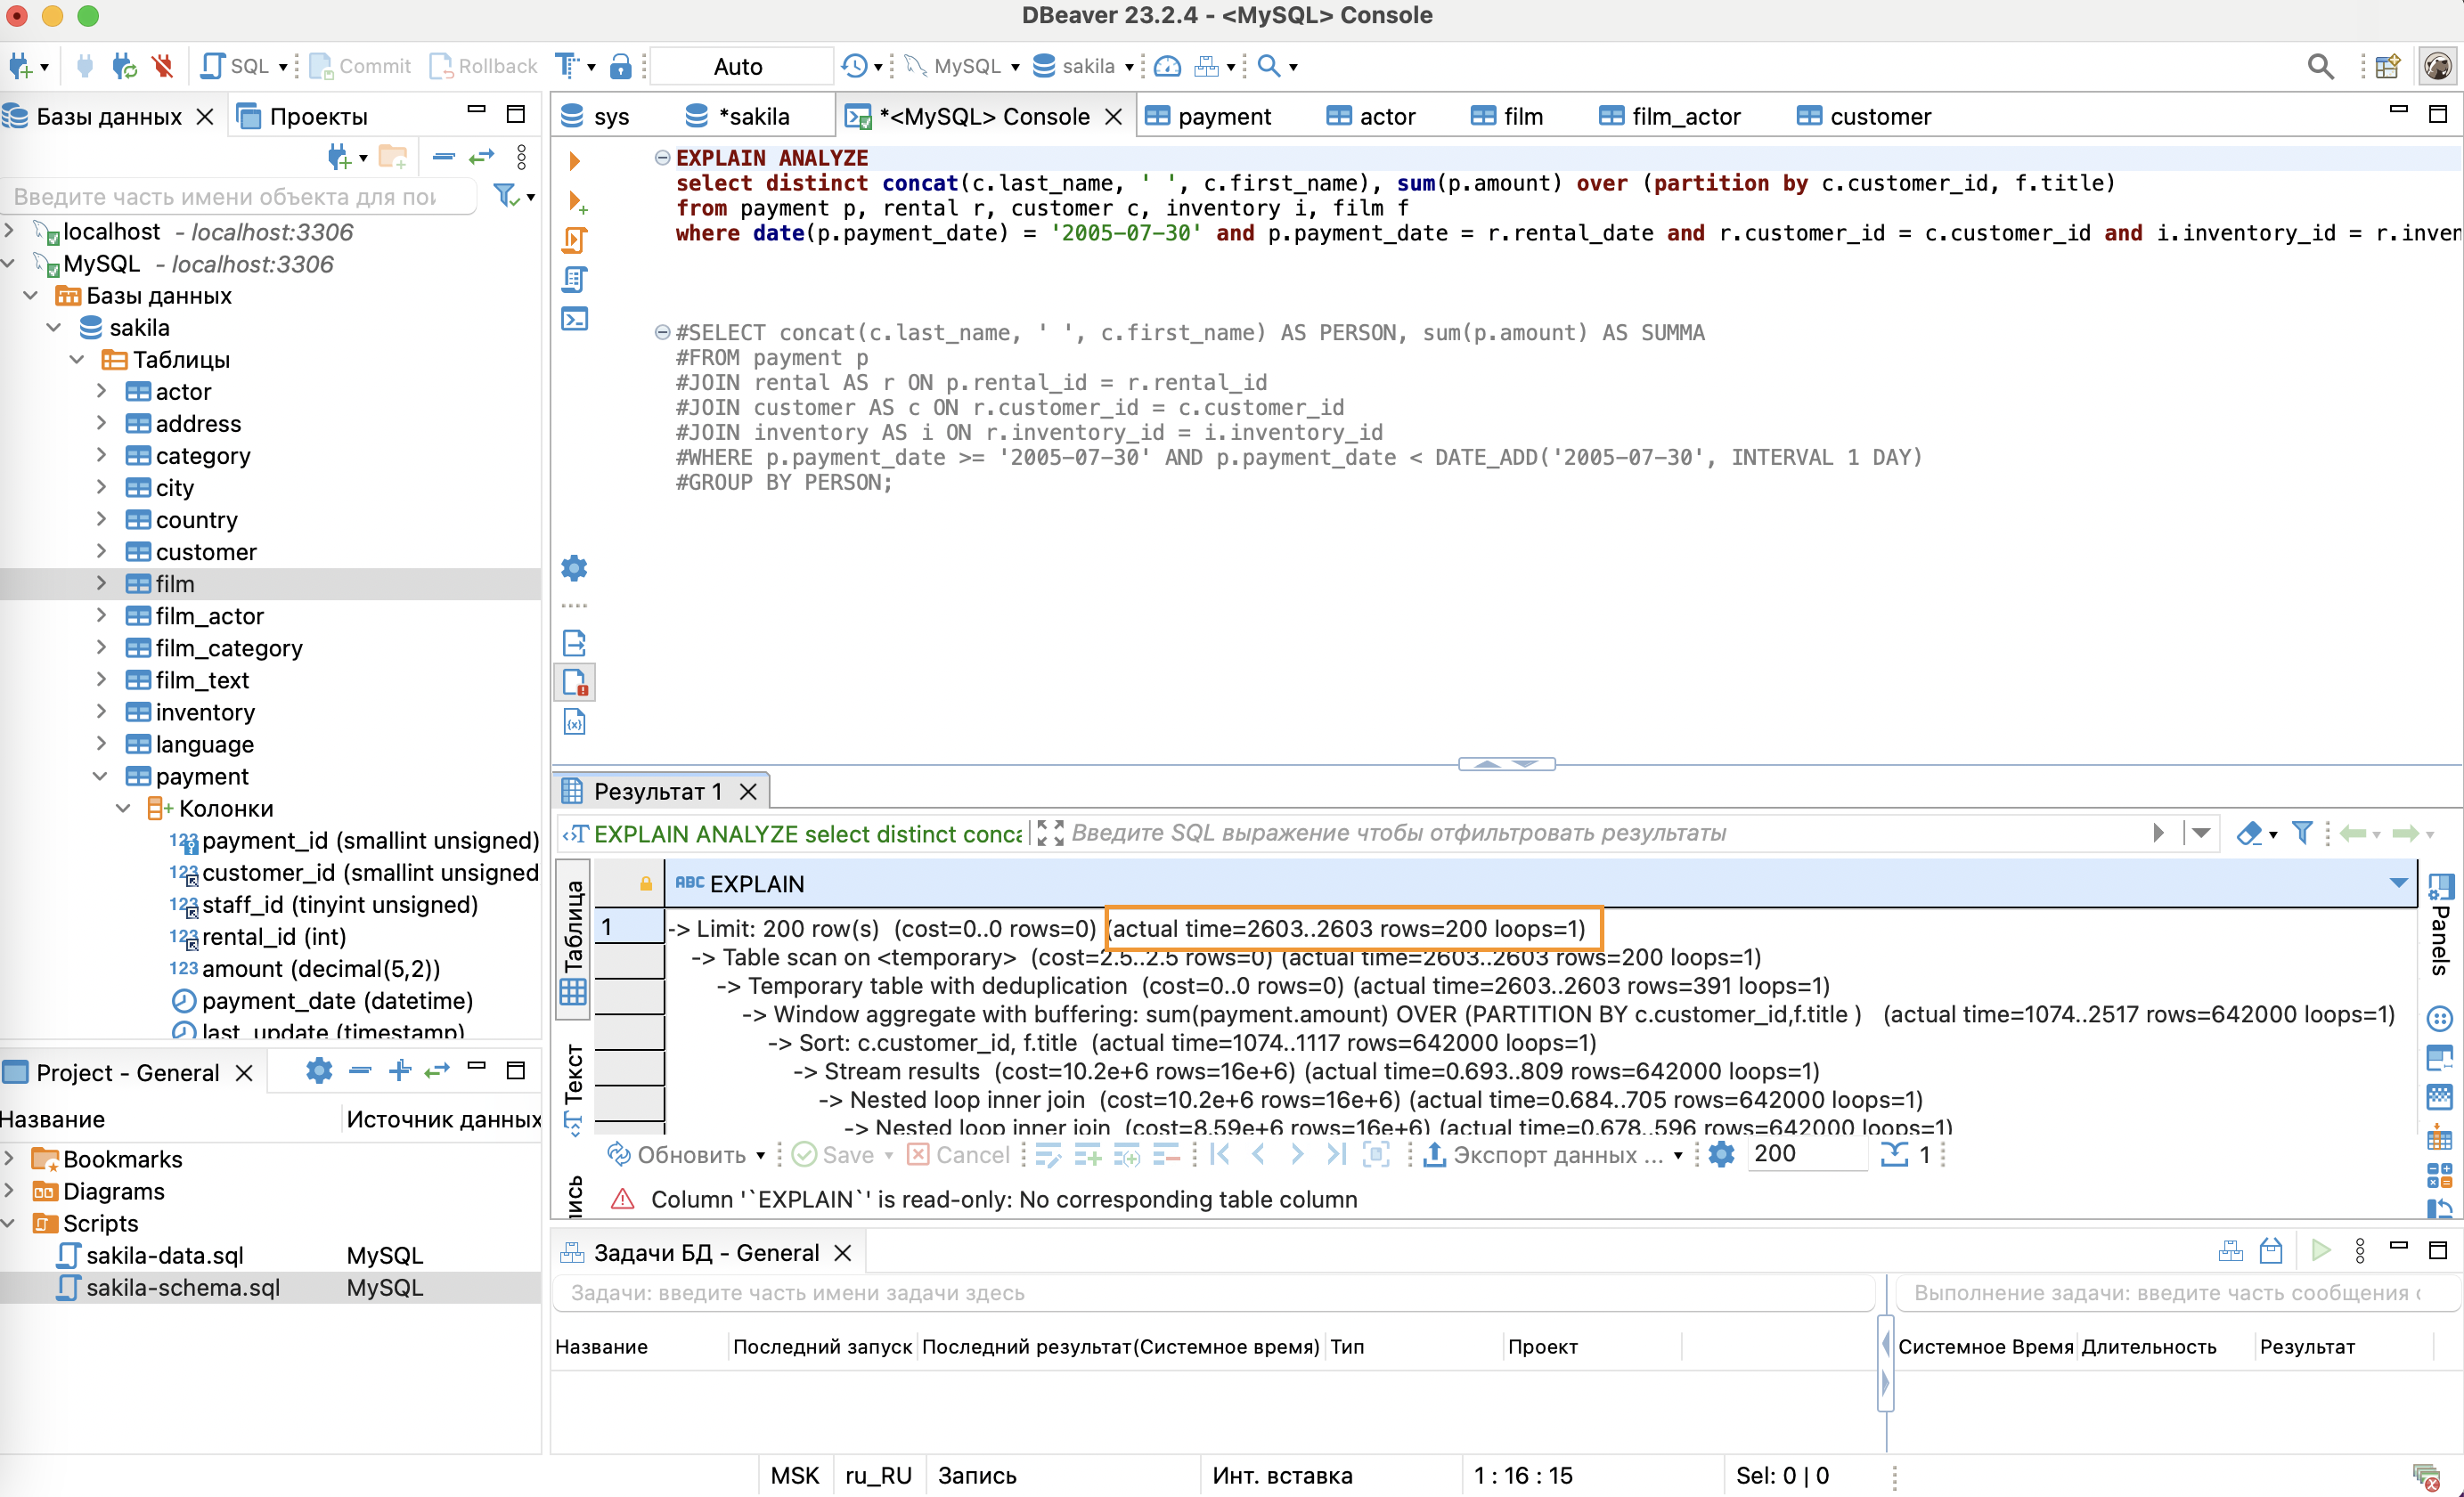 DBeaver 23.2.4 - <MySQL> Console
SQL
Commit
Rollback
Auto
MySQL
sakila
Базы данных
Проекты
sys
*sakila
*<MySQL> Console
payment
actor
film
film_actor
customer
Введите часть имени объекта для пои
localhost - localhost:3306
MySQL - localhost:3306
Базы данных
sakila
Таблицы
actor
address
category
city
country
customer
film
film_actor
film_category
film_text
inventory
language
payment
Колонки
payment_id (smallint unsigned)
customer_id (smallint unsigned
staff_id (tinyint unsigned)
rental_id (int)
amount (decimal(5,2))
payment_date (datetime)
last_update (timestamp)
EXPLAIN ANALYZE
select distinct concat(c.last_name, ' ', c.first_name), sum(p.amount) over (partition by c.customer_id, f.title)
from payment p, rental r, customer c, inventory i, film f
where date(p.payment_date) = '2005-07-30' and p.payment_date = r.rental_date and r.customer_id = c.customer_id and i.inventory_id = r.inven
#SELECT concat(c.last_name, ' ', c.first_name) AS PERSON, sum(p.amount) AS SUMMA
#FROM payment p
#JOIN rental AS r ON p.rental_id = r.rental_id
#JOIN customer AS c ON r.customer_id = c.customer_id
#JOIN inventory AS i ON r.inventory_id = i.inventory_id
#WHERE p.payment_date >= '2005-07-30' AND p.payment_date < DATE_ADD('2005-07-30', INTERVAL 1 DAY)
#GROUP BY PERSON;
Результат 1
EXPLAIN ANALYZE select distinct conca
Введите SQL выражение чтобы отфильтровать результаты
Таблица
Текст
ABC EXPLAIN
Panels
1
-> Limit: 200 row(s) (cost=0..0 rows=0) (actual time=2603..2603 rows=200 loops=1)
-> Table scan on <temporary> (cost=2.5..2.5 rows=0) (actual time=2603..2603 rows=200 loops=1)
-> Temporary table with deduplication (cost=0..0 rows=0) (actual time=2603..2603 rows=391 loops=1)
-> Window aggregate with buffering: sum(payment.amount) OVER (PARTITION BY c.customer_id,f.title ) (actual time=1074..2517 rows=642000 loops=1)
-> Sort: c.customer_id, f.title (actual time=1074..1117 rows=642000 loops=1)
-> Stream results (cost=10.2e+6 rows=16e+6) (actual time=0.693..809 rows=642000 loops=1)
-> Nested loop inner join (cost=10.2e+6 rows=16e+6) (actual time=0.684..705 rows=642000 loops=1)
-> Nested loop inner join (cost=8.59e+6 rows=16e+6) (actual time=0.678..596 rows=642000 loops=1)
Обновить
Save
Cancel
Экспорт данных ...
200
1
Column '`EXPLAIN`' is read-only: No corresponding table column
Project - General
Название
Источник данных
Bookmarks
Diagrams
Scripts
sakila-data.sql MySQL
sakila-schema.sql MySQL
Задачи БД - General
Задачи: введите часть имени задачи здесь
Выполнение задачи: введите часть сообщения
Название
Последний запуск
Последний результат(Системное время)
Тип
Проект
Системное Время
Длительность
Результат
MSK
ru_RU
Запись
Инт. вставка
1 : 16 : 15
Sel: 0 | 0